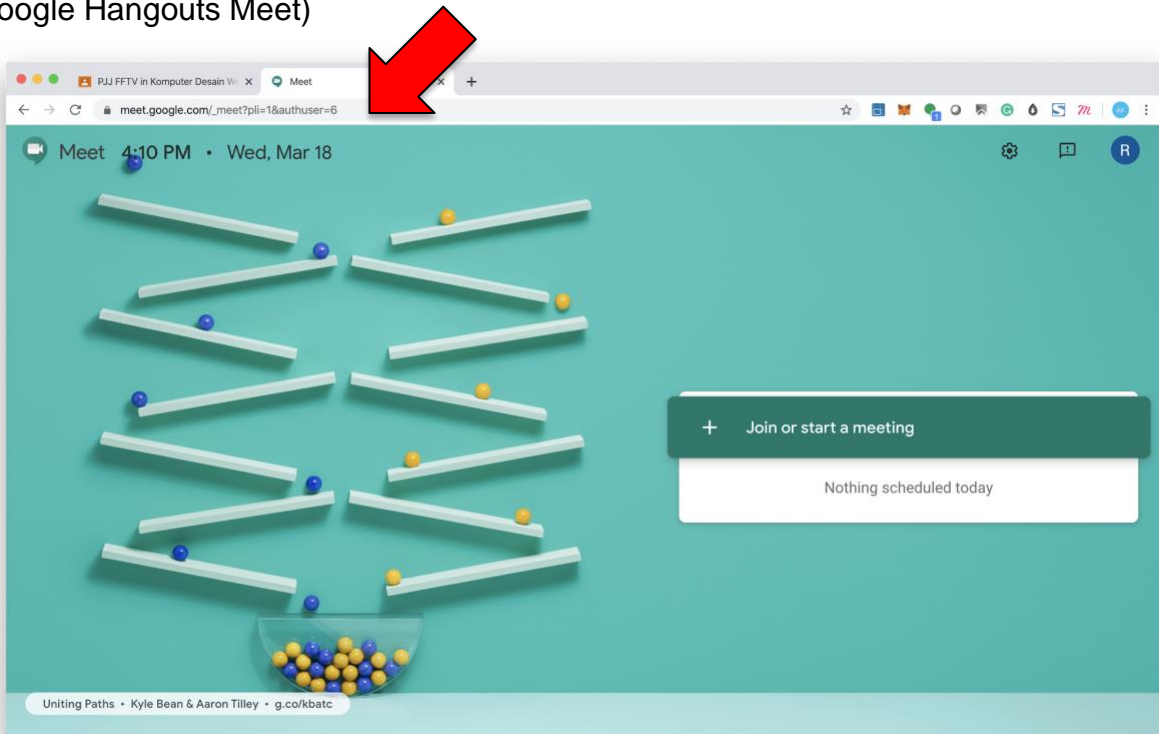 oogle Hangouts Meet)
PJJ FFTV in Komputer Desain W
Meet
meet.google.com/_meet?pli=1&authuser=6
Meet 4:10 PM • Wed, Mar 18
R
+ Join or start a meeting
Nothing scheduled today
Uniting Paths • Kyle Bean & Aaron Tilley • g.co/kbatc